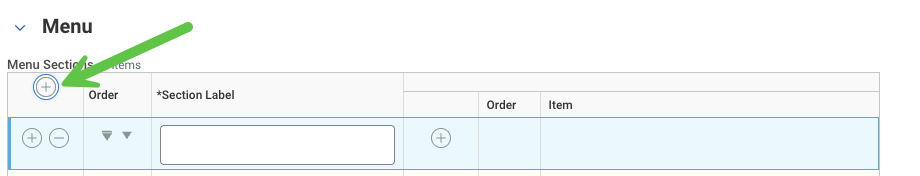 Menu
Menu Sections items
Order *Section Label
Order Item